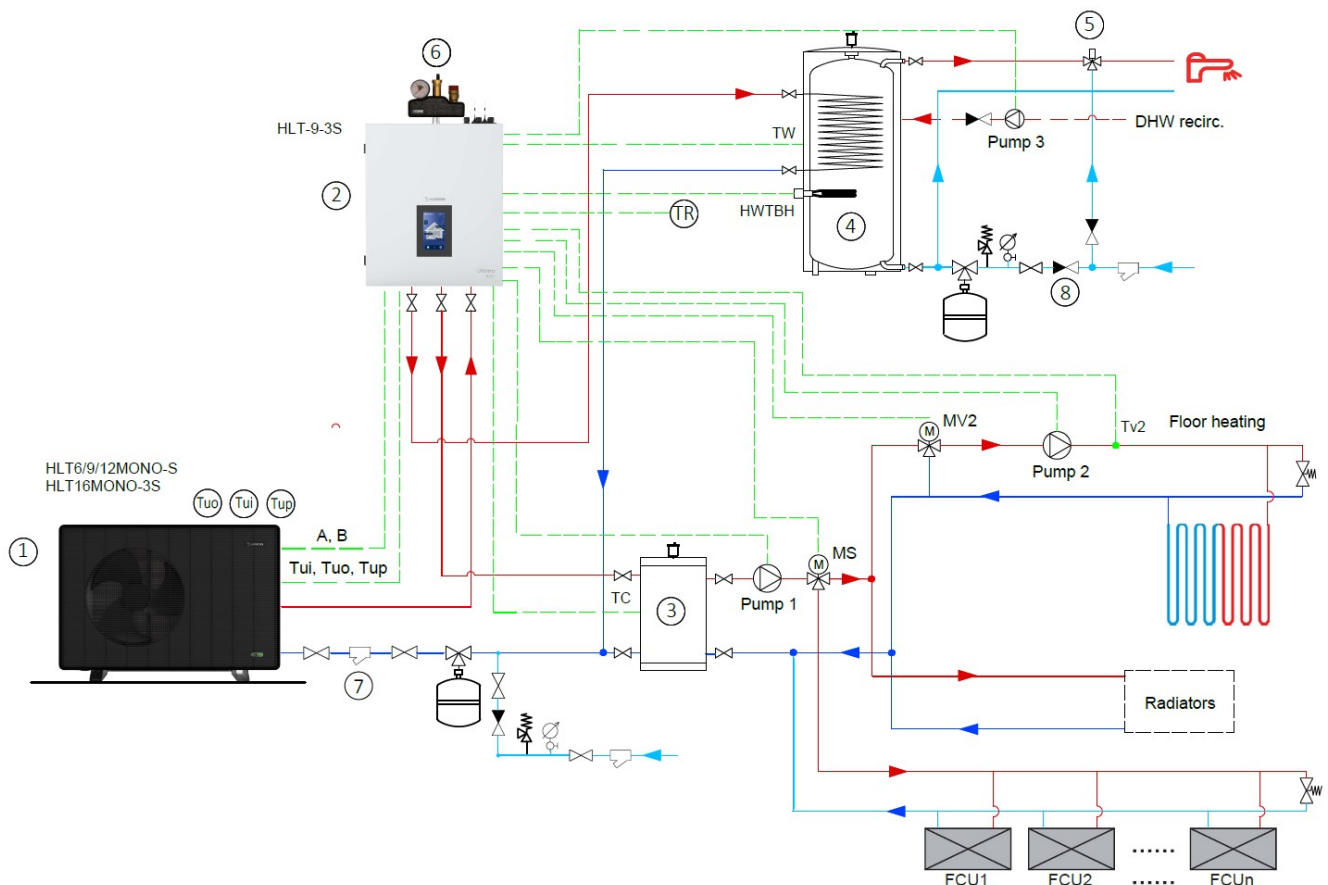 5
6
HLT-9-3S
TW
Pump 3
DHW recirc.
2
HWTBH
TR
4
8
M
MV2
Tv2
Floor heating
Pump 2
HLT6/9/12MONO-S
HLT16MONO-3S
Tuo
Tui
Tup
1
A, B
Tui, Tuo, Tup
M
MS
TC
3
Pump 1
7
Radiators
FCU1
FCU2
......
......
FCUn